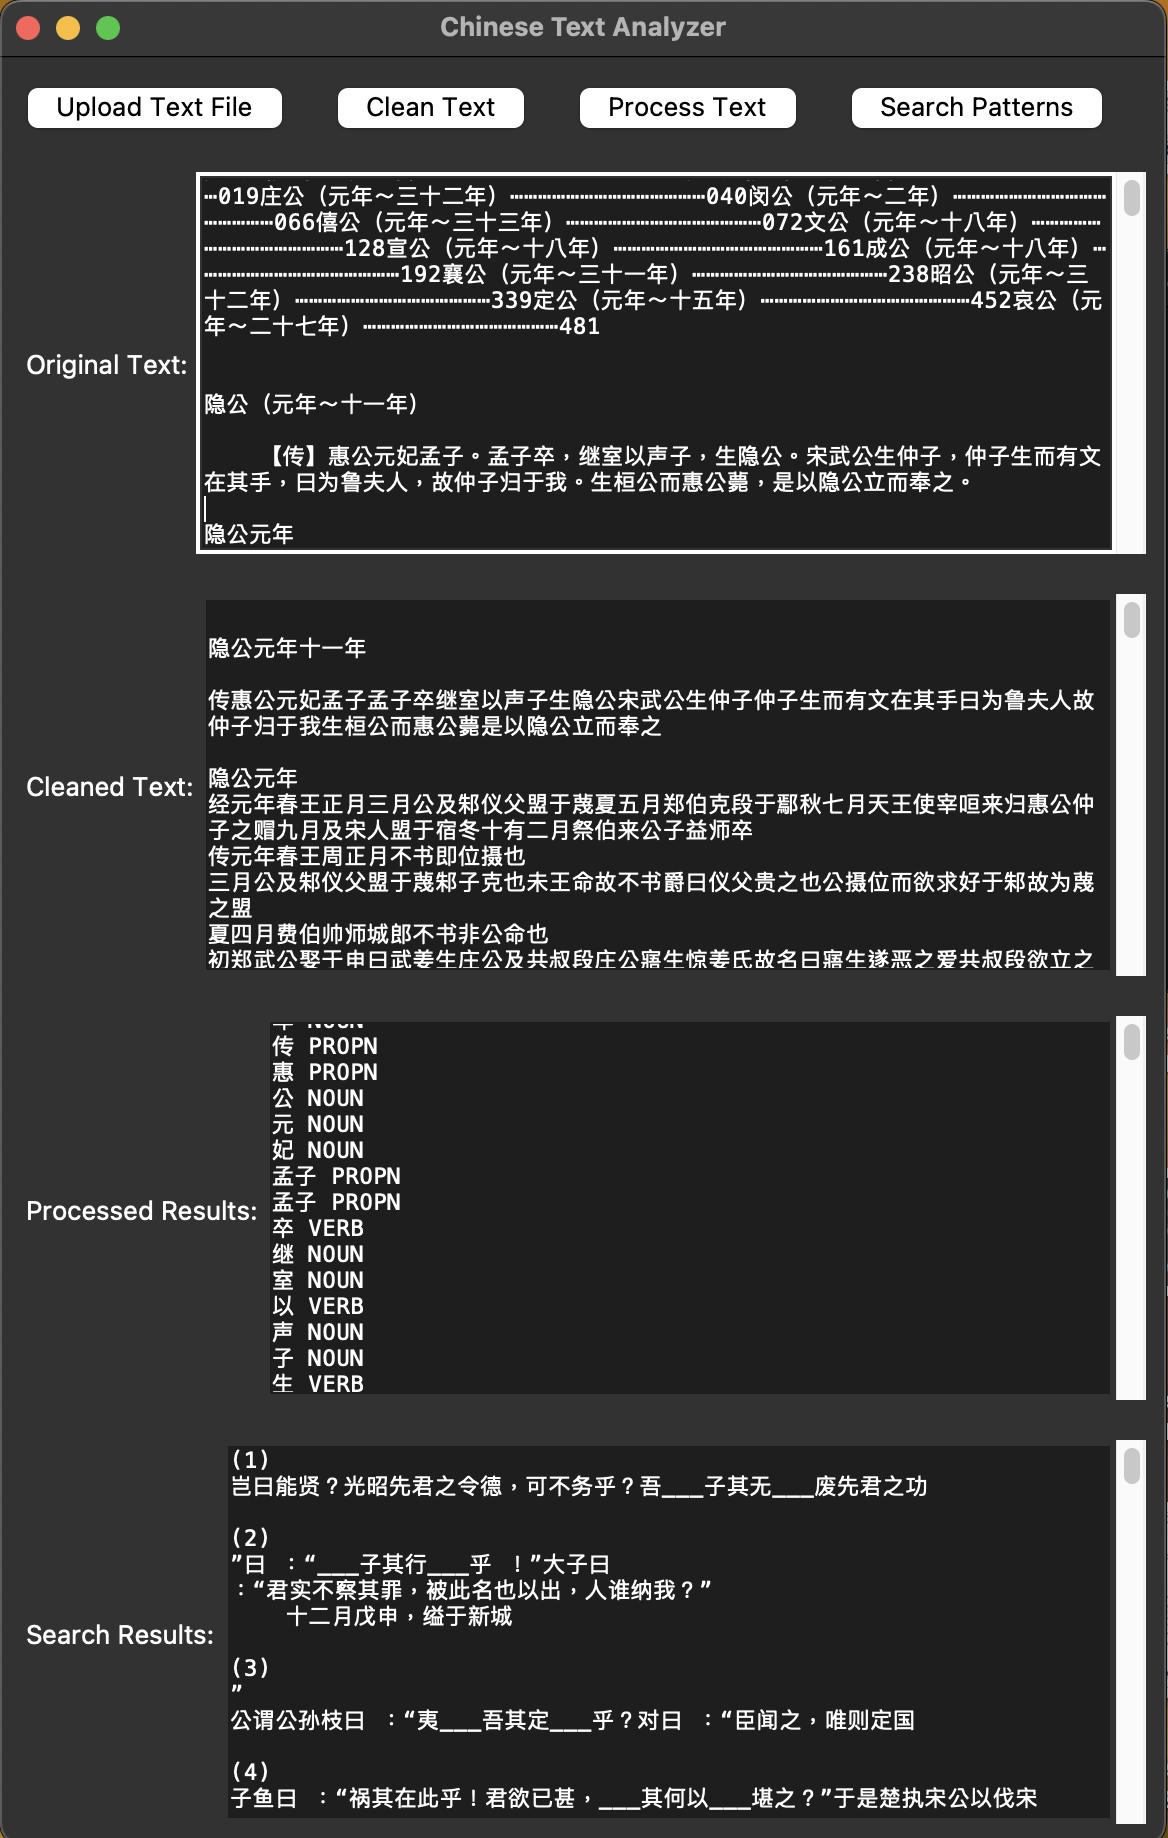 Chinese Text Analyzer
Upload Text File
Clean Text
Process Text
Search Patterns
Original Text:
┅019庄公（元年～三十二年）┅┅┅┅┅┅┅┅┅┅┅┅┅┅040闵公（元年～二年）┅┅┅┅┅┅┅┅┅┅┅
┅┅┅┅┅066僖公（元年～三十三年）┅┅┅┅┅┅┅┅┅┅┅┅┅┅072文公（元年～十八年）┅┅┅┅┅
┅┅┅┅┅┅┅┅┅┅128宣公（元年～十八年）┅┅┅┅┅┅┅┅┅┅┅┅┅┅┅161成公（元年～十八年）┅
┅┅┅┅┅┅┅┅┅┅┅┅┅┅192襄公（元年～三十一年）┅┅┅┅┅┅┅┅┅┅┅┅┅┅238昭公（元年～三
十二年）┅┅┅┅┅┅┅┅┅┅┅┅┅┅339定公（元年～十五年）┅┅┅┅┅┅┅┅┅┅┅┅┅┅┅452哀公（元
年～二十七年）┅┅┅┅┅┅┅┅┅┅┅┅┅┅481
隐公（元年～十一年）
【传】惠公元妃孟子。孟子卒，继室以声子，生隐公。宋武公生仲子，仲子生而有文
在其手，曰为鲁夫人，故仲子归于我。生桓公而惠公薨，是以隐公立而奉之。
隐公元年
Cleaned Text:
隐公元年十一年
传惠公元妃孟子孟子卒继室以声子生隐公宋武公生仲子仲子生而有文在其手曰为鲁夫人故
仲子归于我生桓公而惠公薨是以隐公立而奉之
隐公元年
经元年春王正月三月公及邾仪父盟于蔑夏五月郑伯克段于鄢秋七月天王使宰咺来归惠公仲
子之赗九月及宋人盟于宿冬十有二月祭伯来公子益师卒
传元年春王周正月不书即位摄也
三月公及邾仪父盟于蔑邾子克也未王命故不书爵曰仪父贵之也公摄位而欲求好于邾故为蔑
之盟
夏四月费伯帅师城郎不书非公命也
初郑武公娶于申曰武姜生庄公及共叔段庄公寤生惊姜氏故名曰寤生遂恶之爱共叔段欲立之
Processed Results:
年 NOUN
传 PROPN
惠 PROPN
公 NOUN
元 NOUN
妃 NOUN
孟子 PROPN
孟子 PROPN
卒 VERB
继 NOUN
室 NOUN
以 VERB
声 NOUN
子 NOUN
生 VERB
Search Results:
(1)
岂曰能贤？光昭先君之令德，可不务乎？吾___子其无___废先君之功
(2)
”曰 ：“___子其行___乎 ！”大子曰
：“君实不察其罪，被此名也以出，人谁纳我？”
十二月戊申，缢于新城
(3)
”
公谓公孙枝曰 ：“夷___吾其定___乎？对曰 ：“臣闻之，唯则定国
(4)
子鱼曰 ：“祸其在此乎！君欲已甚，___其何以___堪之？”于是楚执宋公以伐宋